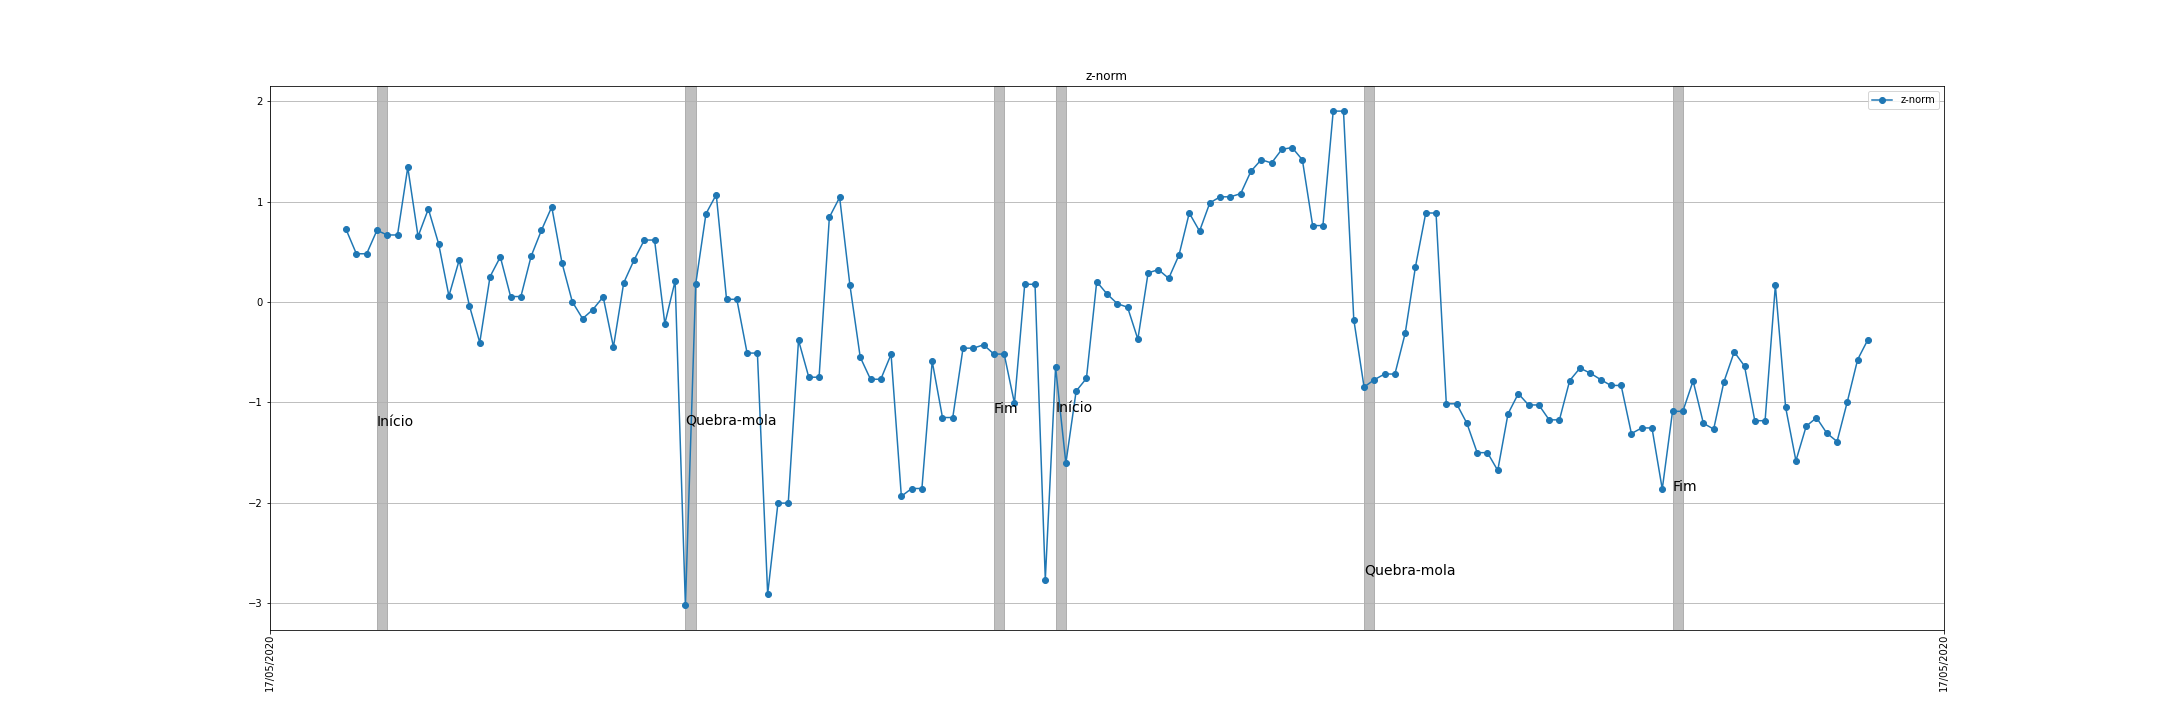 z-norm
z-norm
2
1
0
−1
−2
−3
Início
Quebra-mola
Fim
Início
Quebra-mola
Fim
17/05/2020
17/05/2020